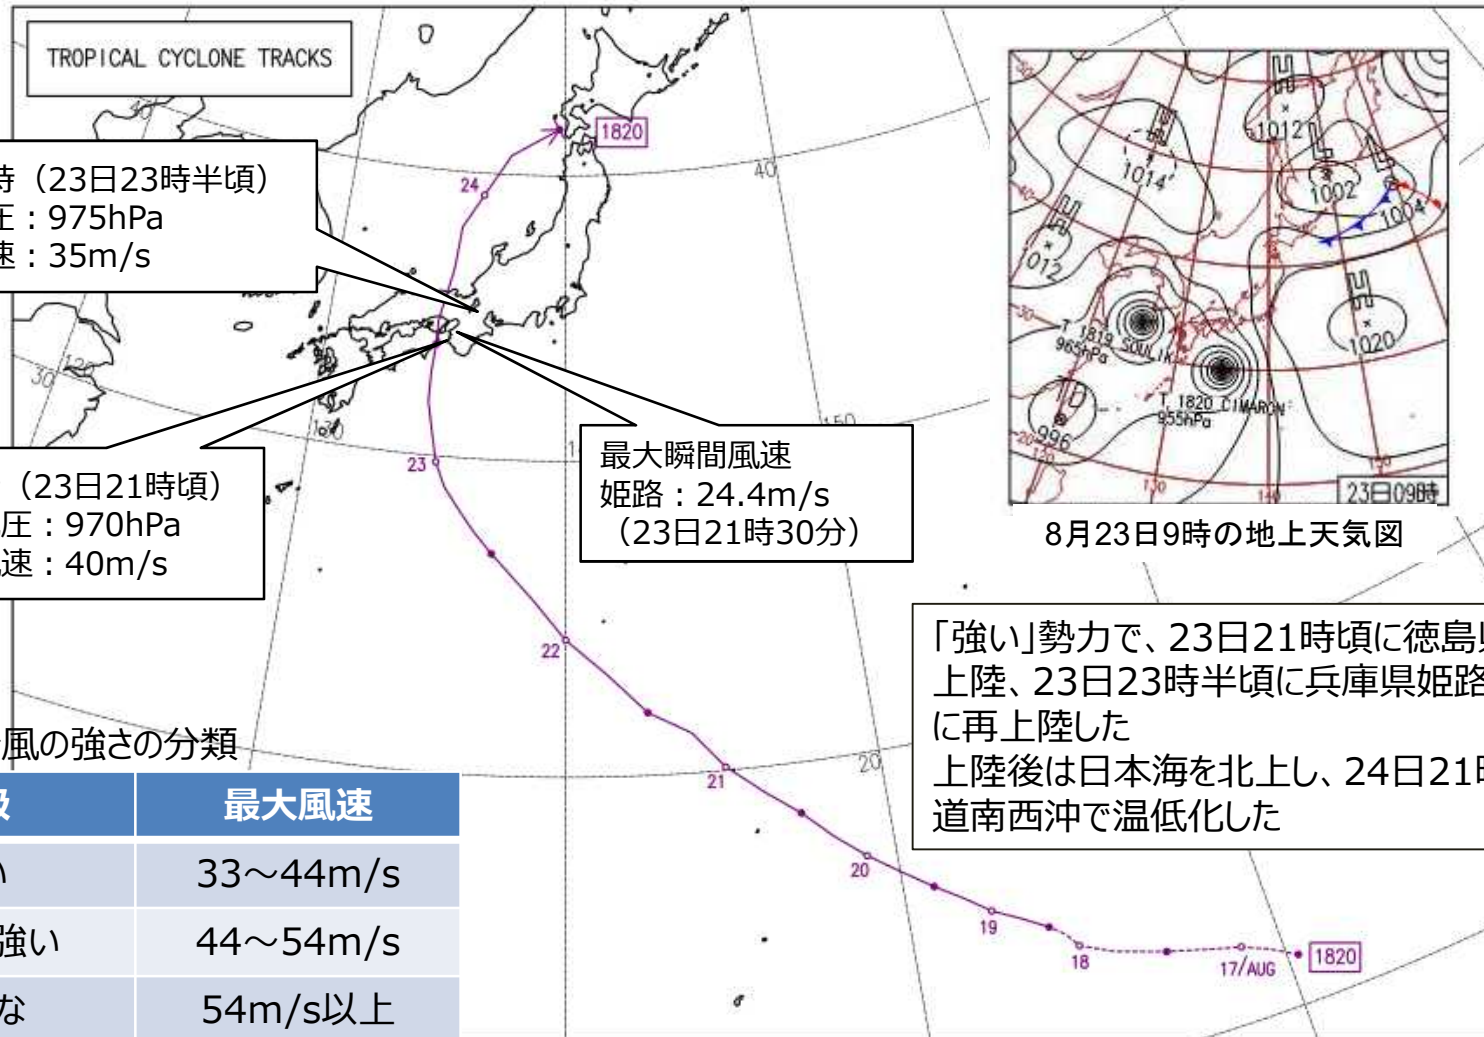 TROPICAL CYCLONE TRACKS
1820
40
40
時（23日23時半頃）
圧：975hPa
速：35m/s
24
120
30
130
150
23
（23日21時頃）
圧：970hPa
速：40m/s
最大瞬間風速
姫路：24.4m/s
（23日21時30分）
1012
1014
1002
1004
1012
1020
T 1819 SOULIK
965hPa
T 1820 CIMARON
955hPa
996
23日09時
8月23日9時の地上天気図
22
「強い」勢力で、23日21時頃に徳島
上陸、23日23時半頃に兵庫県姫路
に再上陸した
上陸後は日本海を北上し、24日21
道南西沖で温低化した
風の強さの分類
21
20
最大風速
い
33～44m/s
強い
44～54m/s
な
54m/s以上
20
19
18
17/AUG
1820